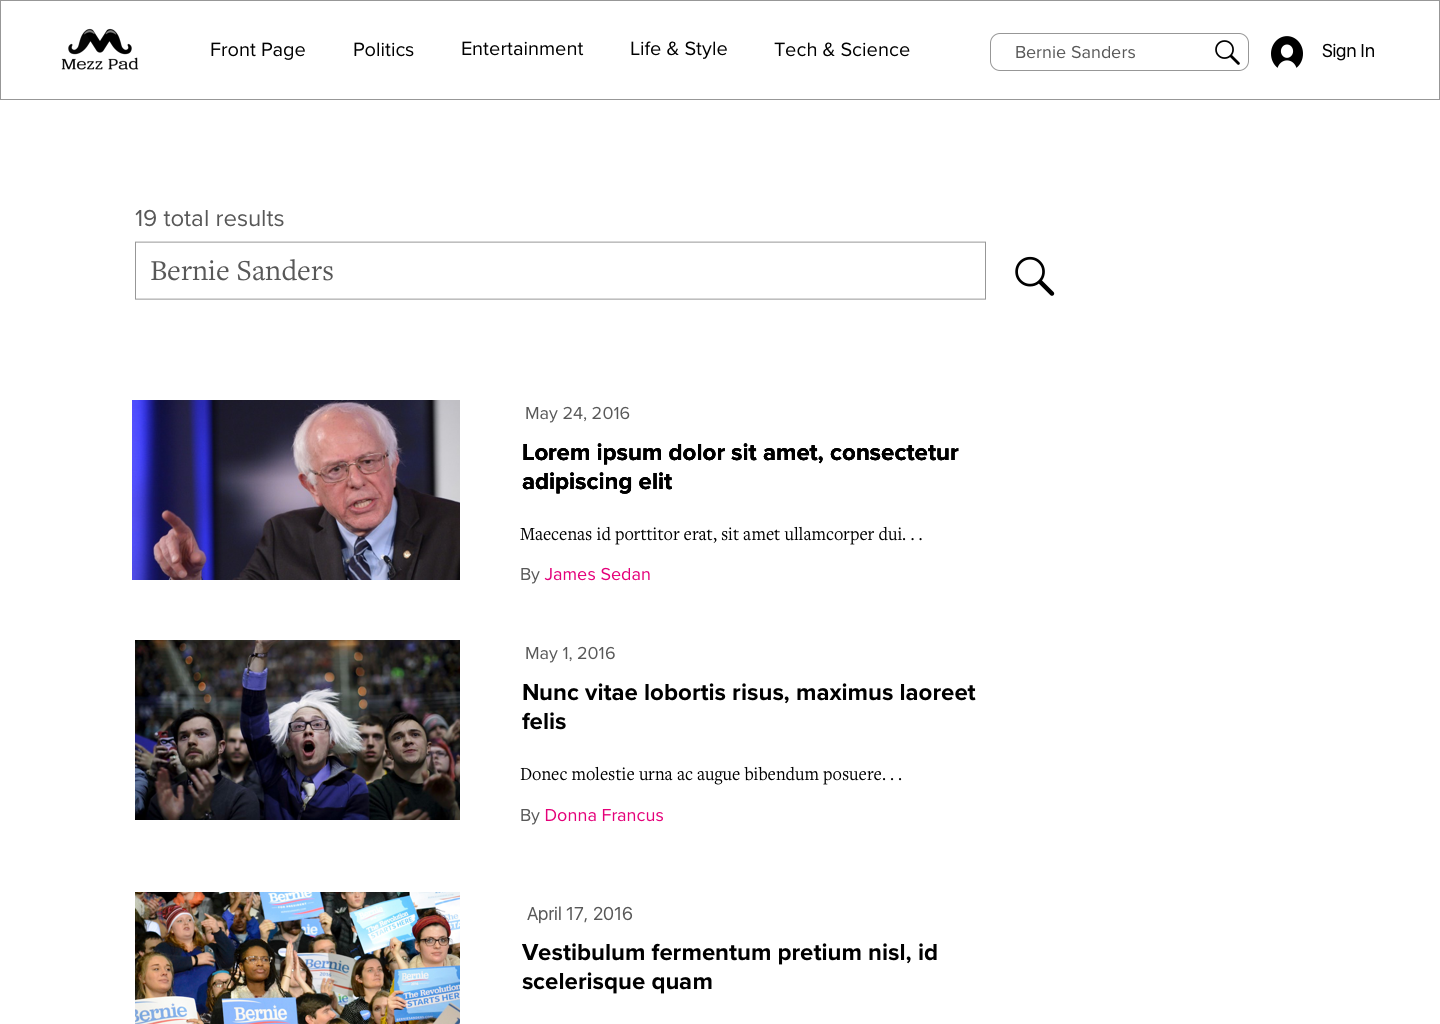 Mezz Pad
Front Page
Politics
Entertainment
Life & Style
Tech & Science
Bernie Sanders
Sign In
19 total results
Bernie Sanders
May 24, 2016
Lorem ipsum dolor sit amet, consectetur
adipiscing elit
Maecenas id porttitor erat, sit amet ullamcorper dui. . .
By James Sedan
May 1, 2016
Nunc vitae lobortis risus, maximus laoreet
felis
Donec molestie urna ac augue bibendum posuere. . .
By Donna Francus
Bernie
The Revolution
STARTS HERE
Bernie
Bernie
The Revolution
STARTS HERE
Bernie
Bernie
April 17, 2016
Vestibulum fermentum pretium nisl, id
scelerisque quam